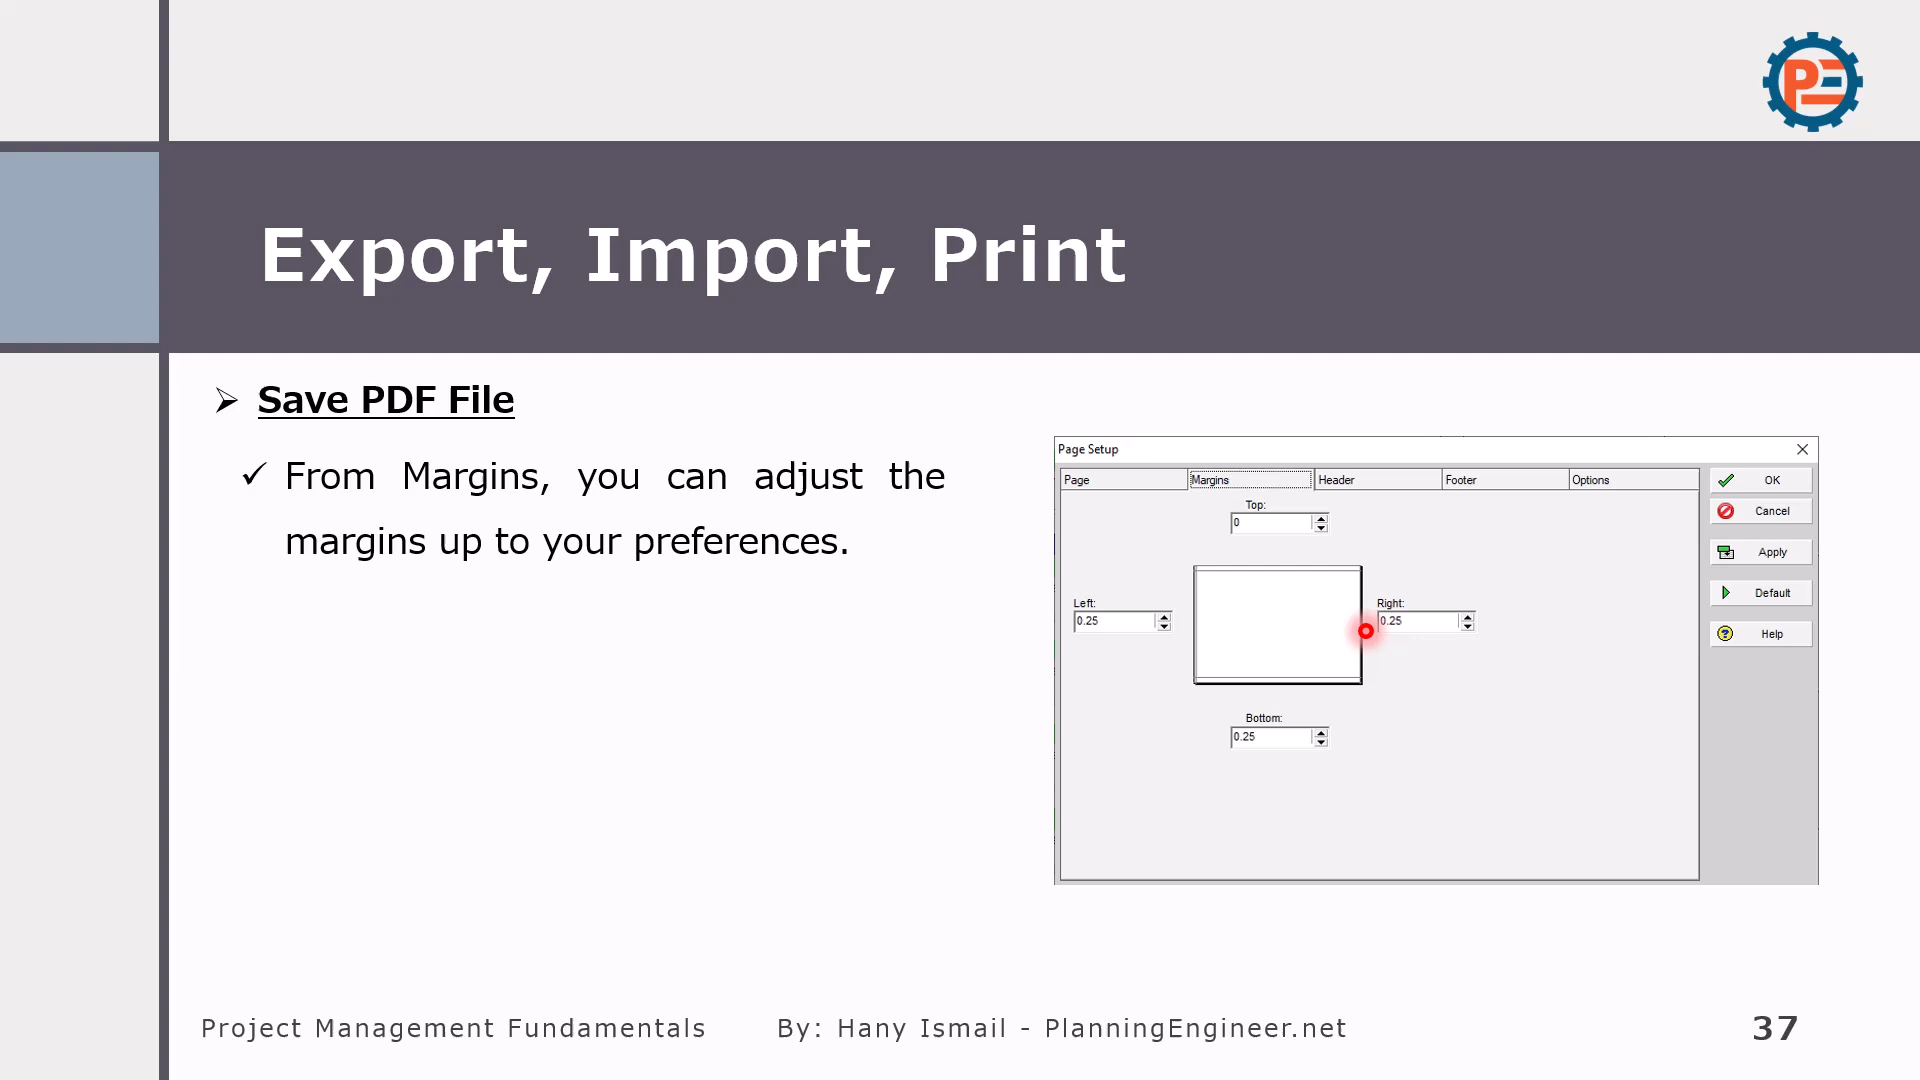 PE
Export, Import, Print
➢ Save PDF File
✓ From Margins, you can adjust the
margins up to your preferences.
Page Setup
Page Margins Header Footer Options
OK
Cancel
Apply
Default
Help
Top:
0
Left:
0.25
Right:
0.25
Bottom:
0.25
Project Management Fundamentals By: Hany Ismail - PlanningEngineer.net 37